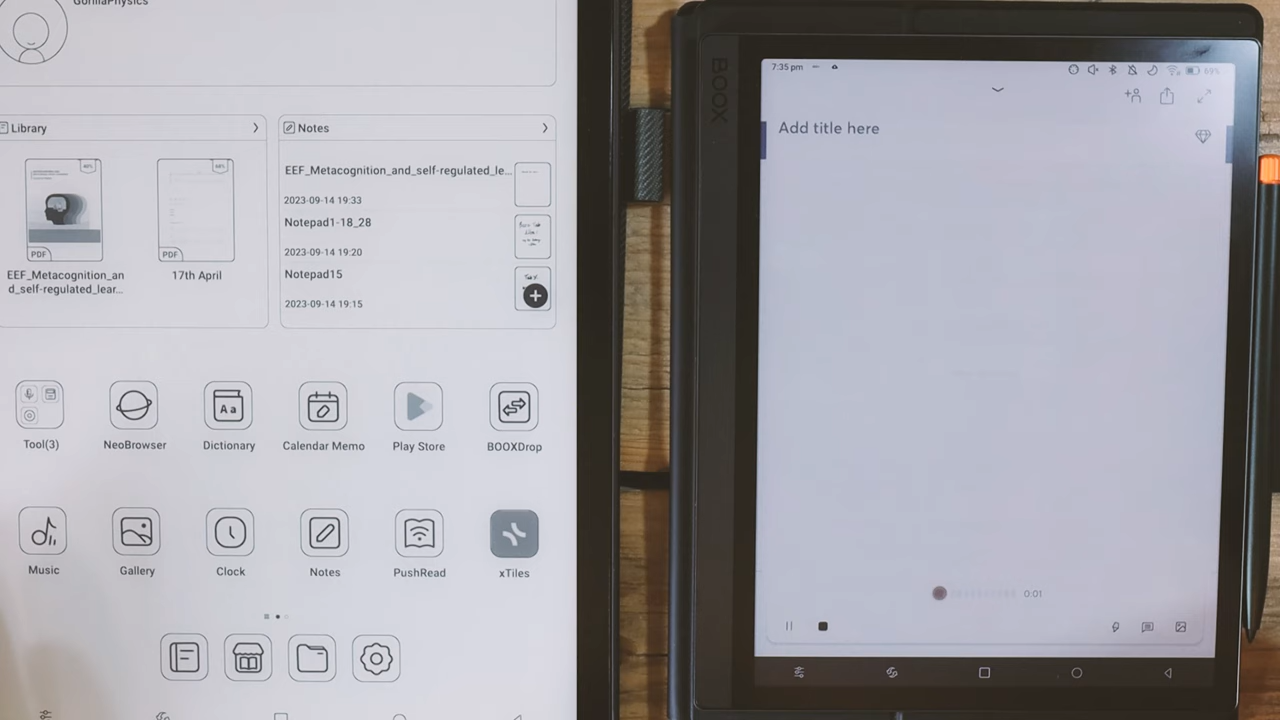 GorillaPhysics
Library
Notes
PDF
PDF
EEF_Metacognition_an
d_self-regulated_lear...
17th April
EEF_Metacognition_and_self-regulated_le...
2023-09-14 19:33
Notepad1-18_28
2023-09-14 19:20
Notepad15
2023-09-14 19:15
Tool(3)
NeoBrowser
Aa
Dictionary
Calendar Memo
Play Store
BOOXDrop
Music
Gallery
Clock
Notes
PushRead
xTiles
BOOX
7:35 pm
69%
Add title here
0:01